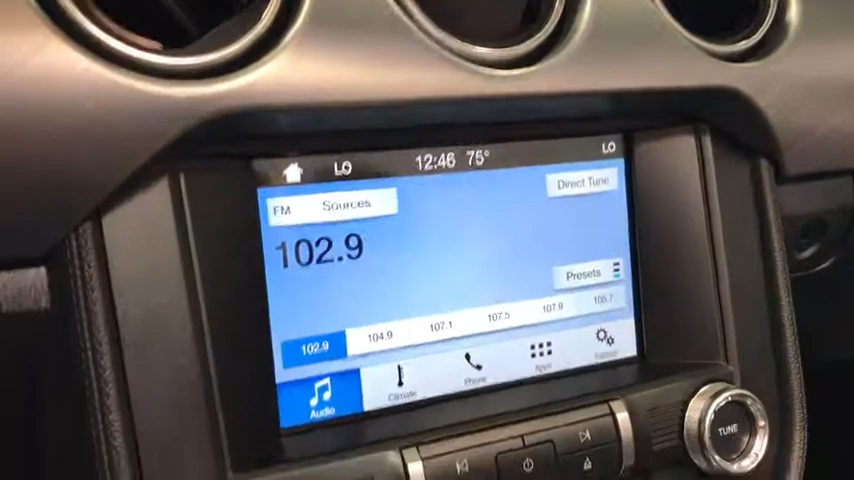 LO 12:46 75° LO
FM Sources Direct Tune
102.9
Presets
102.9 104.9 107.1 107.5 107.9 105.7
Audio Climate Phone Apps Settings
TUNE